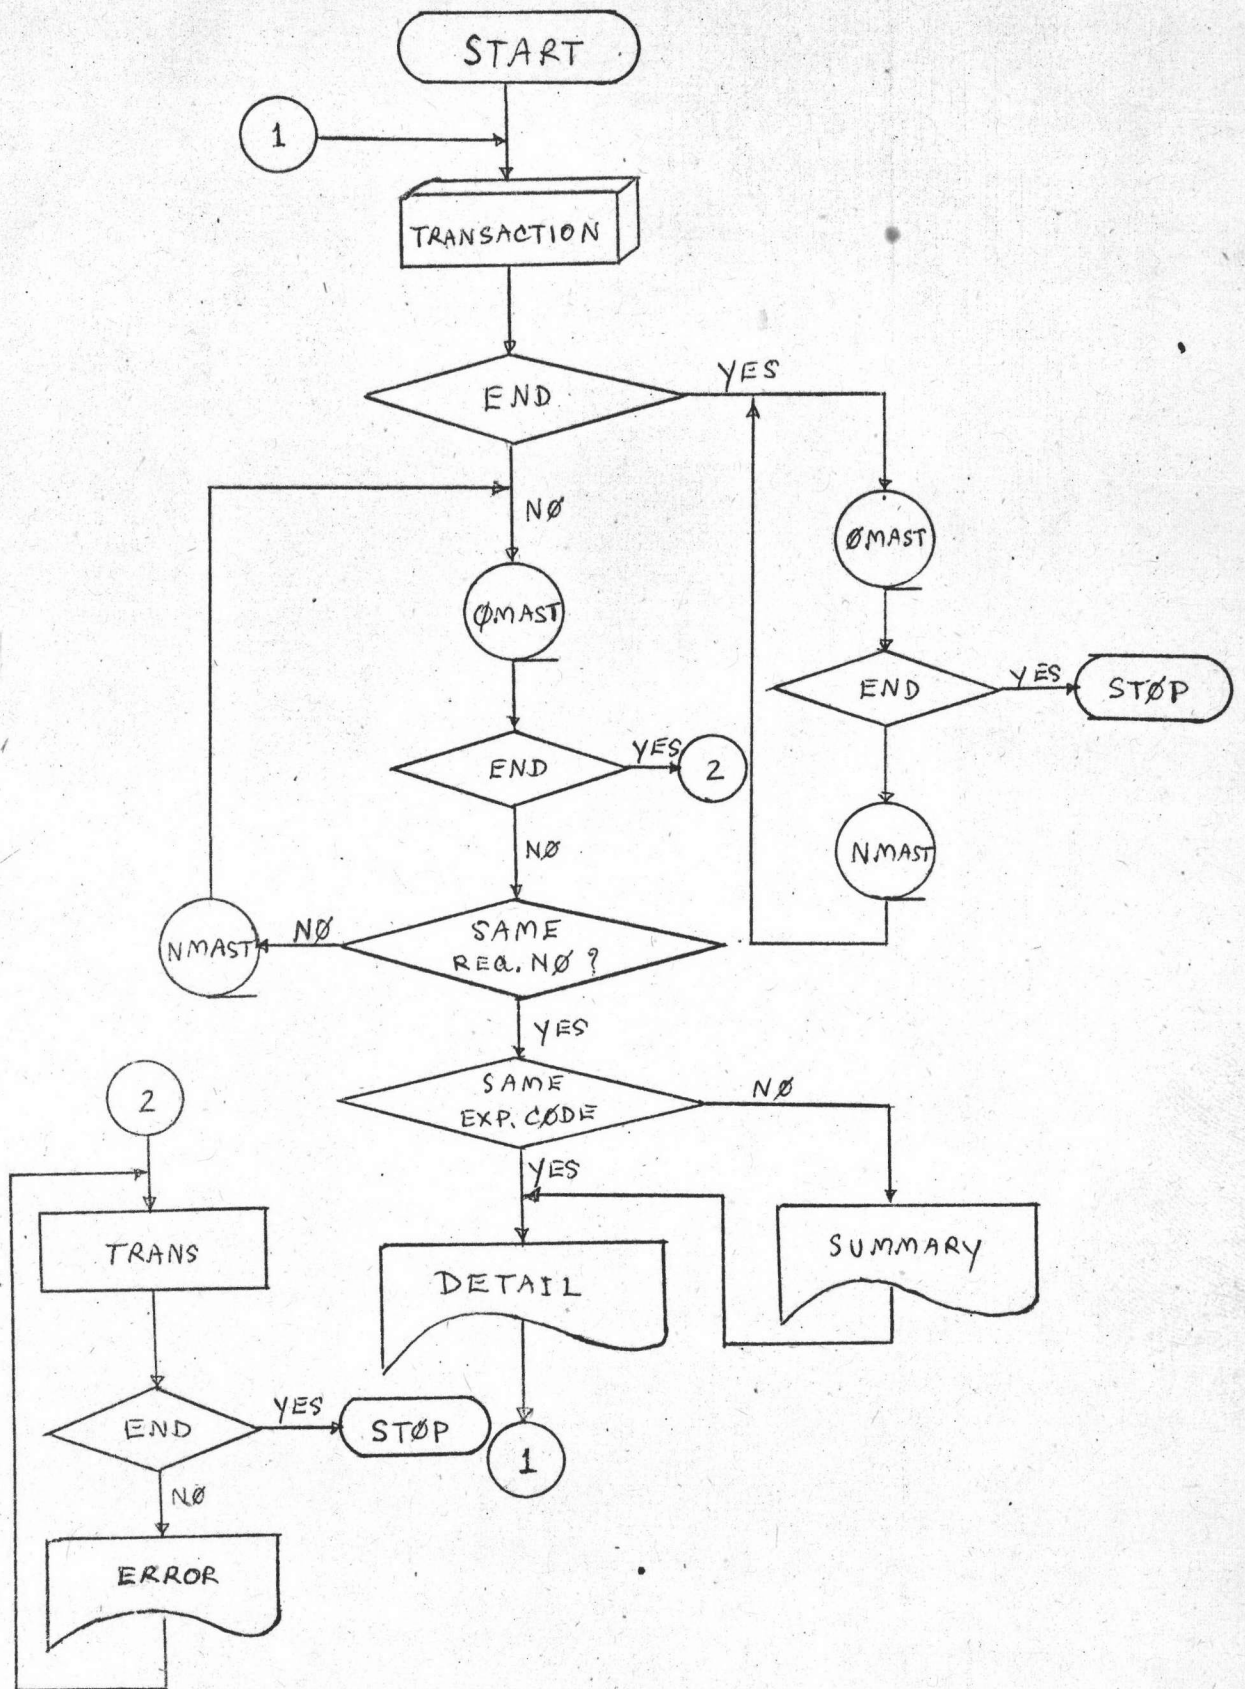 START
1
TRANSACTION
END
YES
NØ
ØMAST
ØMAST
END
YES
STØP
END
YES
2
NMAST
NØ
SAME
REQ. NØ?
NØ
NMAST
YES
2
SAME
EXP. CØDE
NØ
YES
TRANS
DETAIL
SUMMARY
END
YES
STØP
1
NØ
ERROR